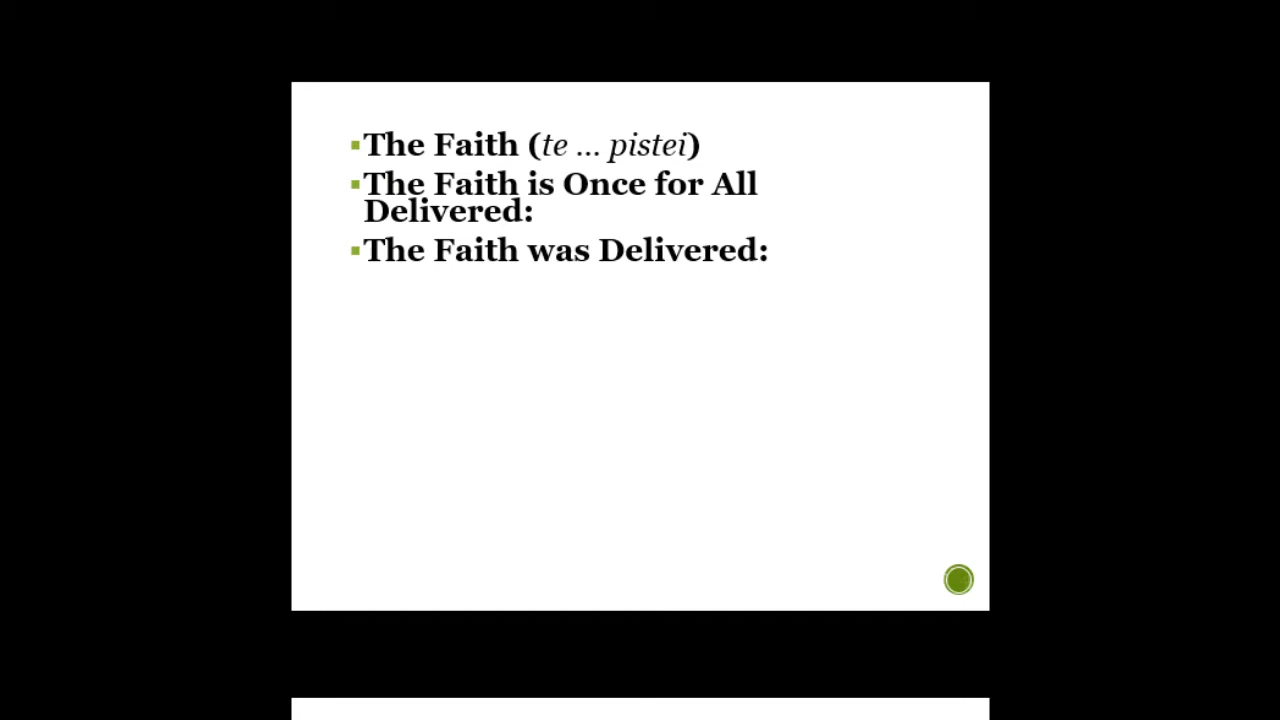 The Faith (te ... pistei)
The Faith is Once for All
Delivered:
The Faith was Delivered: